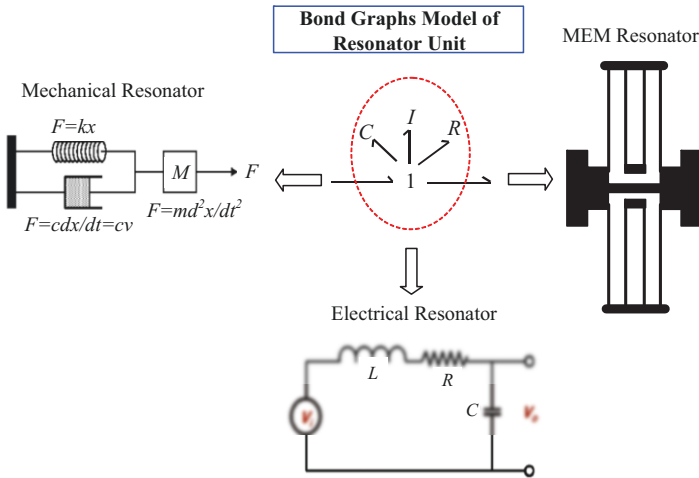 Bond Graphs Model of
Resonator Unit
MEM Resonator
Mechanical Resonator
F=kx
M
F
F=cdx/dt=cv
F=md²x/dt²
C
I
R
1
Electrical Resonator
L
R
C
V_o